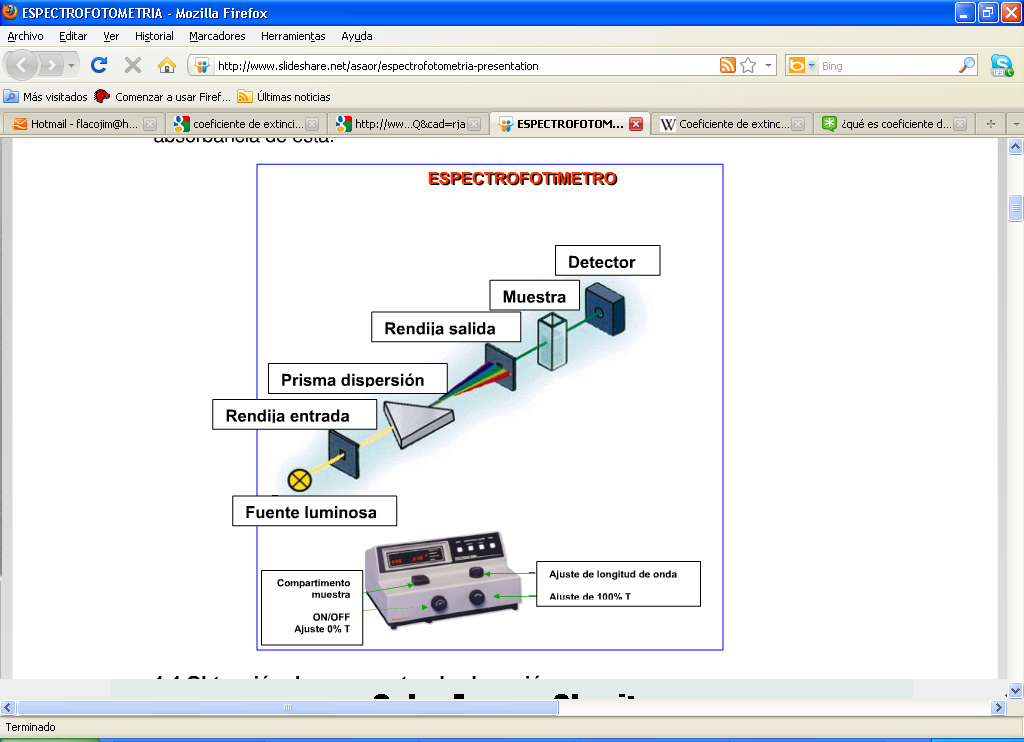 ESPECTROFOTOMETRIA - Mozilla Firefox
Archivo Editar Ver Historial Marcadores Herramientas Ayuda
http://www.slideshare.net/asaor/espectrofotometria-presentation
Bing
Más visitados Comenzar a usar Firef... Últimas noticias
Hotmail - flacojim@h... coeficiente de extinci... http://ww...Q&cad=rja ESPECTROFOTOM... Coeficiente de extinc... ¿qué es coeficiente d...
absorbancia de esta.
ESPECTROFOTiMETRO
Detector
Muestra
Rendija salida
Prisma dispersión
Rendija entrada
Fuente luminosa
Compartimento
muestra
ON/OFF
Ajuste 0% T
Ajuste de longitud de onda
Ajuste de 100% T
Terminado